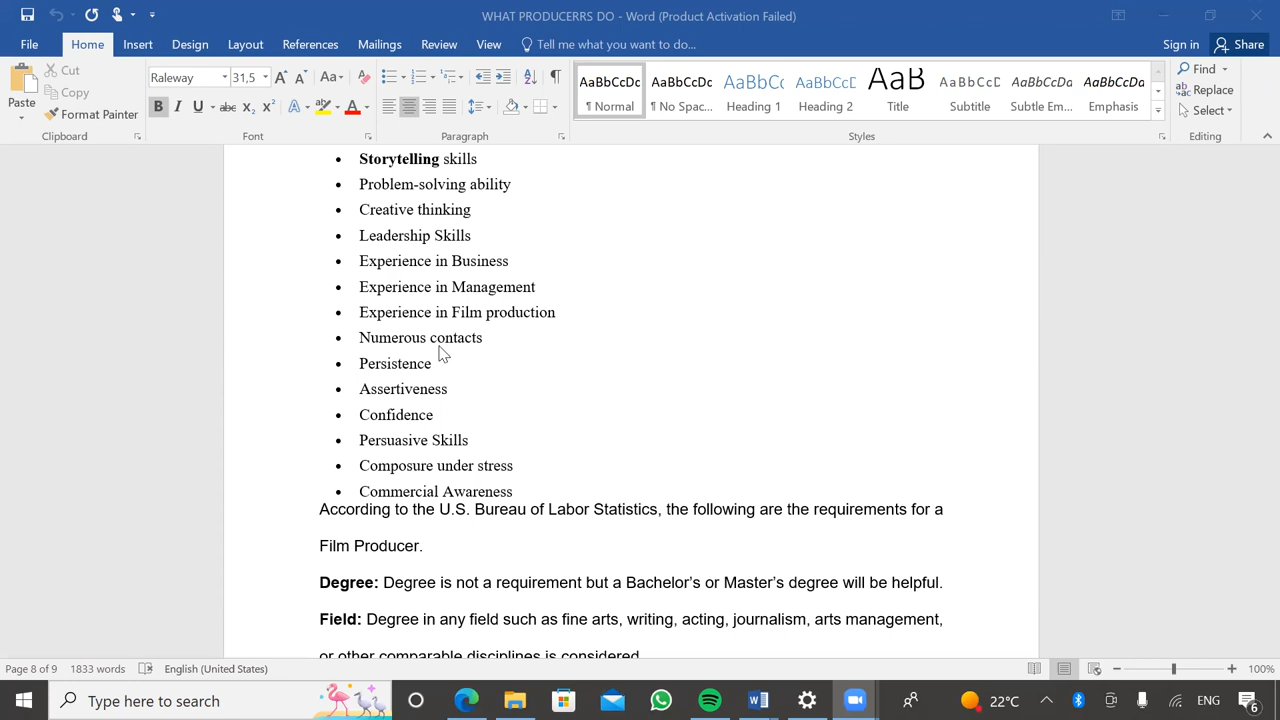 WHAT PRODUCERRS DO - Word (Product Activation Failed)
File Home Insert Design Layout References Mailings Review View Tell me what you want to do... Sign in Share
Paste
Cut
Copy
Format Painter
Raleway 31,5 Aa
B I U abc x₂ x² A A
AaBbCcDc AaBbCcDc AaBbCc AaBbCcC AaB AaBbCcD AaBbCcDc AaBbCcDc
¶ Normal ¶ No Spac... Heading 1 Heading 2 Title Subtitle Subtle Em... Emphasis
Find
Replace
Select
Clipboard Font Paragraph Styles Editing
• Storytelling skills
• Problem-solving ability
• Creative thinking
• Leadership Skills
• Experience in Business
• Experience in Management
• Experience in Film production
• Numerous contacts
• Persistence
• Assertiveness
• Confidence
• Persuasive Skills
• Composure under stress
• Commercial Awareness
According to the U.S. Bureau of Labor Statistics, the following are the requirements for a
Film Producer.
Degree: Degree is not a requirement but a Bachelor's or Master's degree will be helpful.
Field: Degree in any field such as fine arts, writing, acting, journalism, arts management,
or other comparable disciplines is considered
Page 8 of 9 1833 words English (United States) 100%
Type here to search 22°C ENG 6